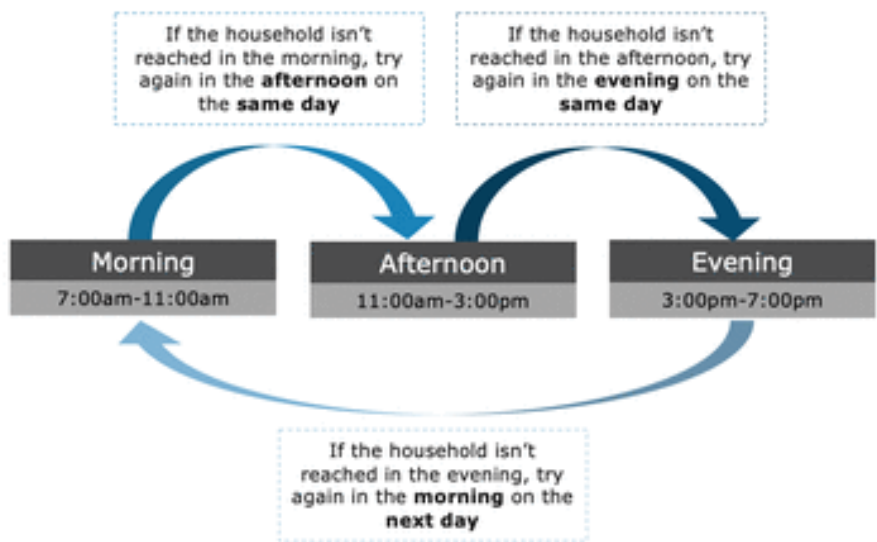 If the household isn't
reached in the morning, try
again in the afternoon on
the same day
If the household isn't
reached in the afternoon, try
again in the evening on the
same day
Morning
7:00am-11:00am
Afternoon
11:00am-3:00pm
Evening
3:00pm-7:00pm
If the household isn't
reached in the evening, try
again in the morning on the
next day